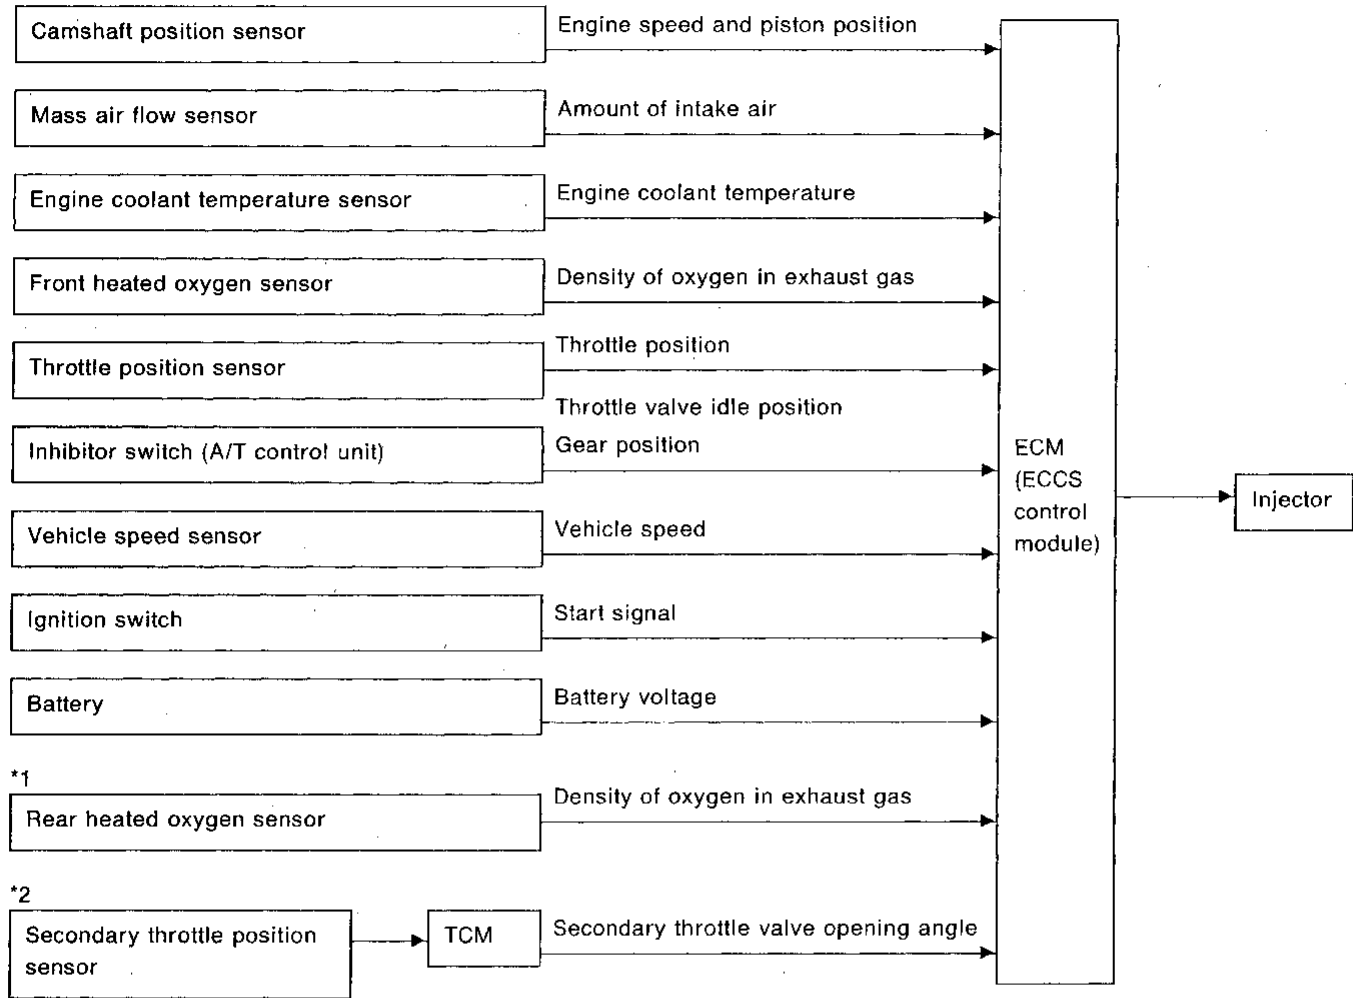 Camshaft position sensor
Engine speed and piston position
Mass air flow sensor
Amount of intake air
Engine coolant temperature sensor
Engine coolant temperature
Front heated oxygen sensor
Density of oxygen in exhaust gas
Throttle position sensor
Throttle position
Throttle valve idle position
Inhibitor switch (A/T control unit)
Gear position
Vehicle speed sensor
Vehicle speed
Ignition switch
Start signal
Battery
Battery voltage
*1
Rear heated oxygen sensor
Density of oxygen in exhaust gas
*2
Secondary throttle position
sensor
TCM
Secondary throttle valve opening angle
ECM
(ECCS
control
module)
Injector